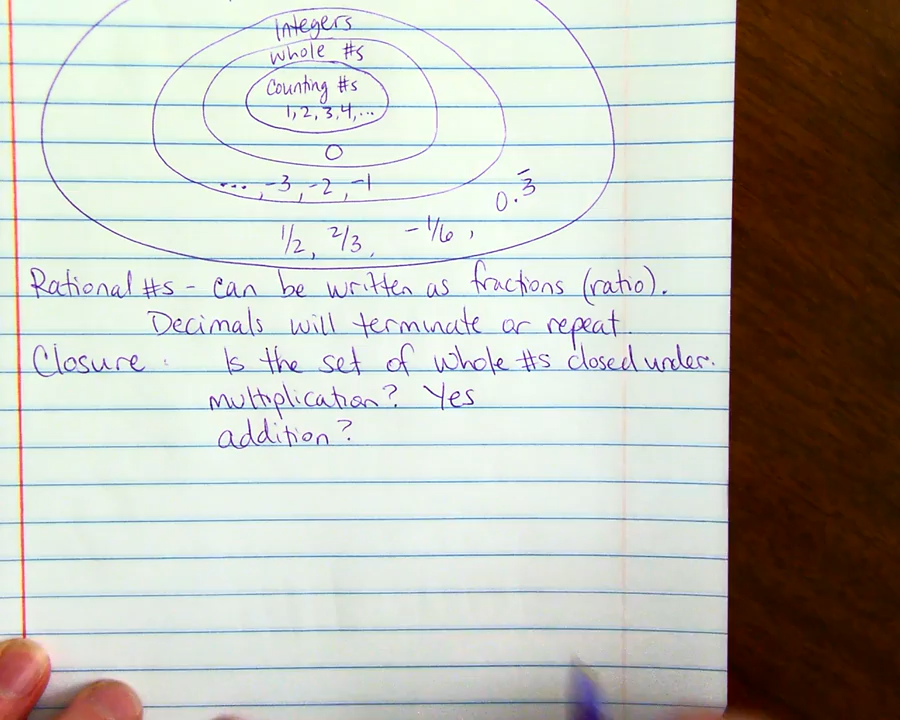 Integers
Whole #s
Counting #s
1, 2, 3, 4, ...
0
..., -3, -2, -1
0.3̅
1/2, 2/3, -1/6,
Rational #s - can be written as fractions (ratio).
Decimals will terminate or repeat.
Closure: Is the set of whole #s closed under:
multiplication? Yes
addition?